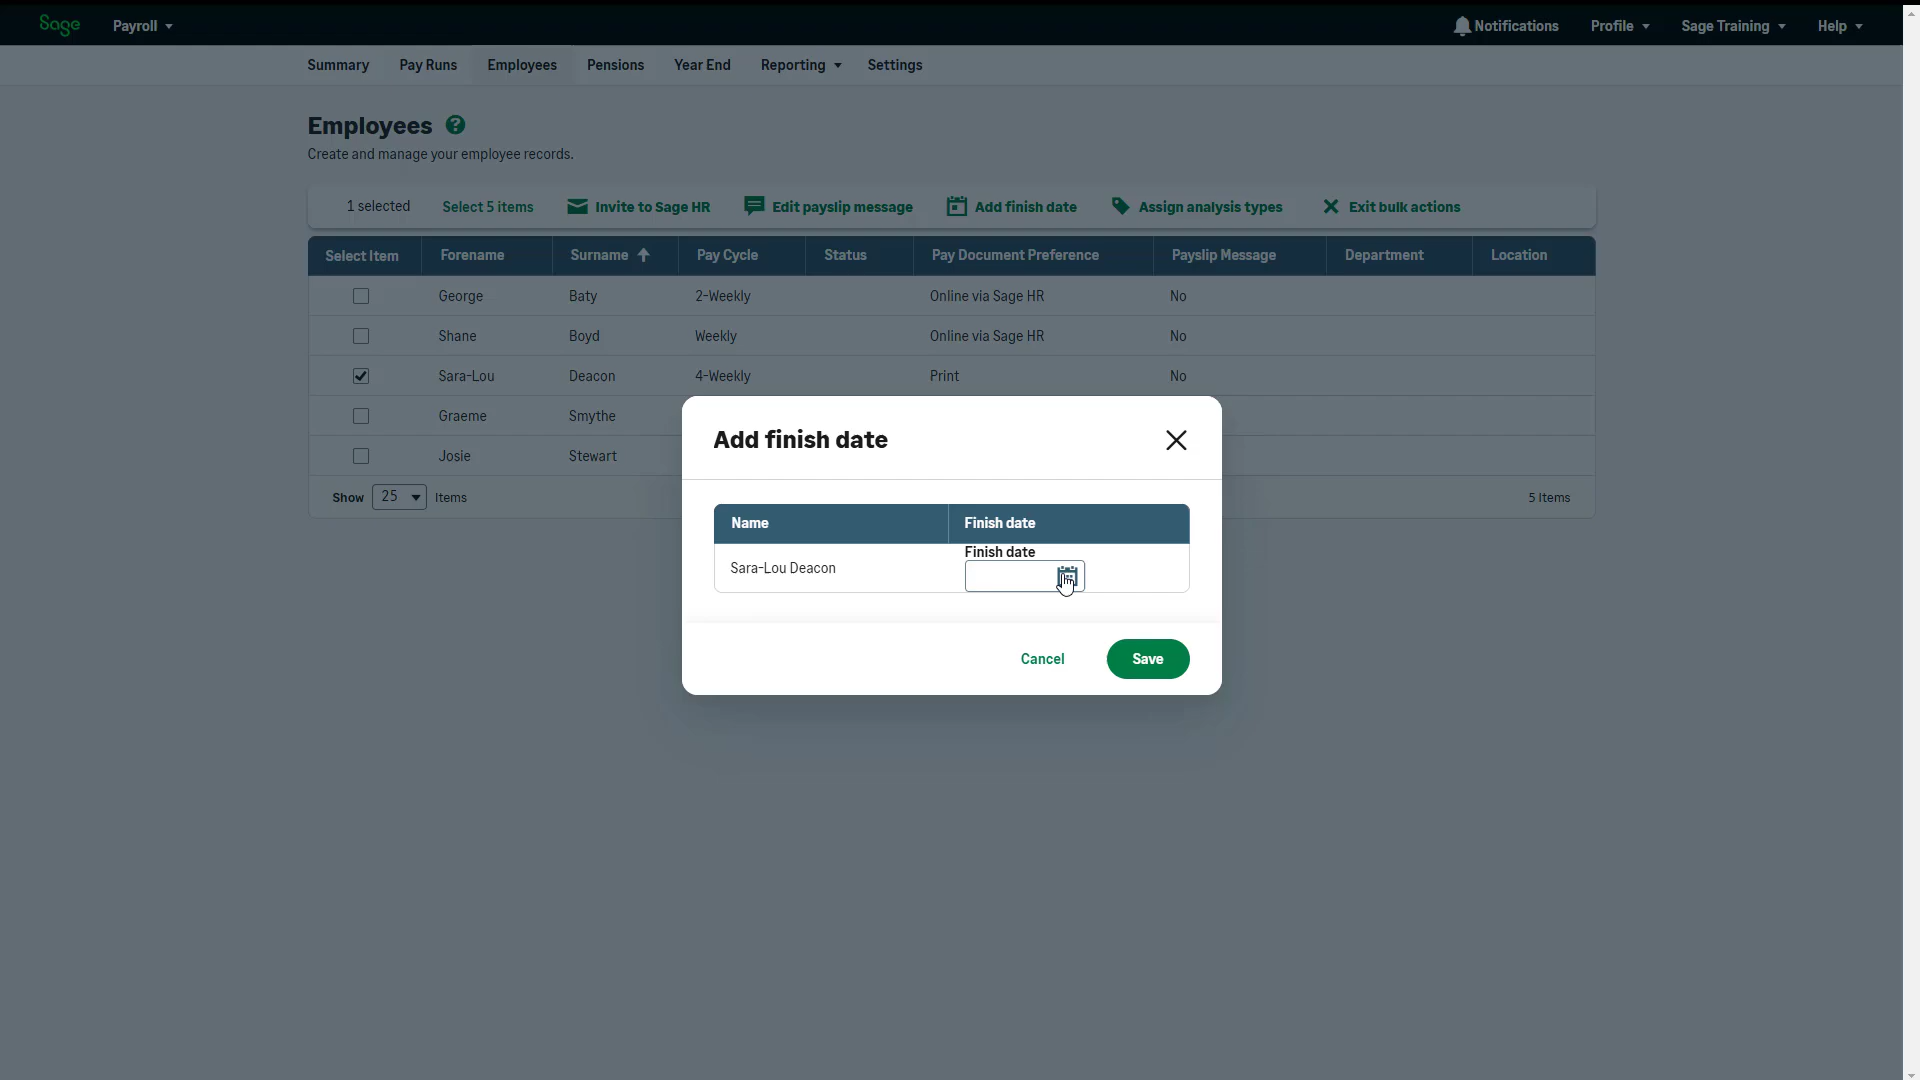 Sage Payroll Notifications Profile Sage Training Help
Summary Pay Runs Employees Pensions Year End Reporting Settings
Employees ?
Create and manage your employee records.
1 selected Select 5 items Invite to Sage HR Edit payslip message Add finish date Assign analysis types Exit bulk actions
Select Item Forename Surname Pay Cycle Status Pay Document Preference Payslip Message Department Location
George Baty 2-Weekly Online via Sage HR No
Shane Boyd Weekly Online via Sage HR No
Sara-Lou Deacon 4-Weekly Print No
Graeme Smythe
Josie Stewart
Show 25 Items 5 Items
Add finish date
Name Finish date
Finish date
Sara-Lou Deacon
Cancel Save